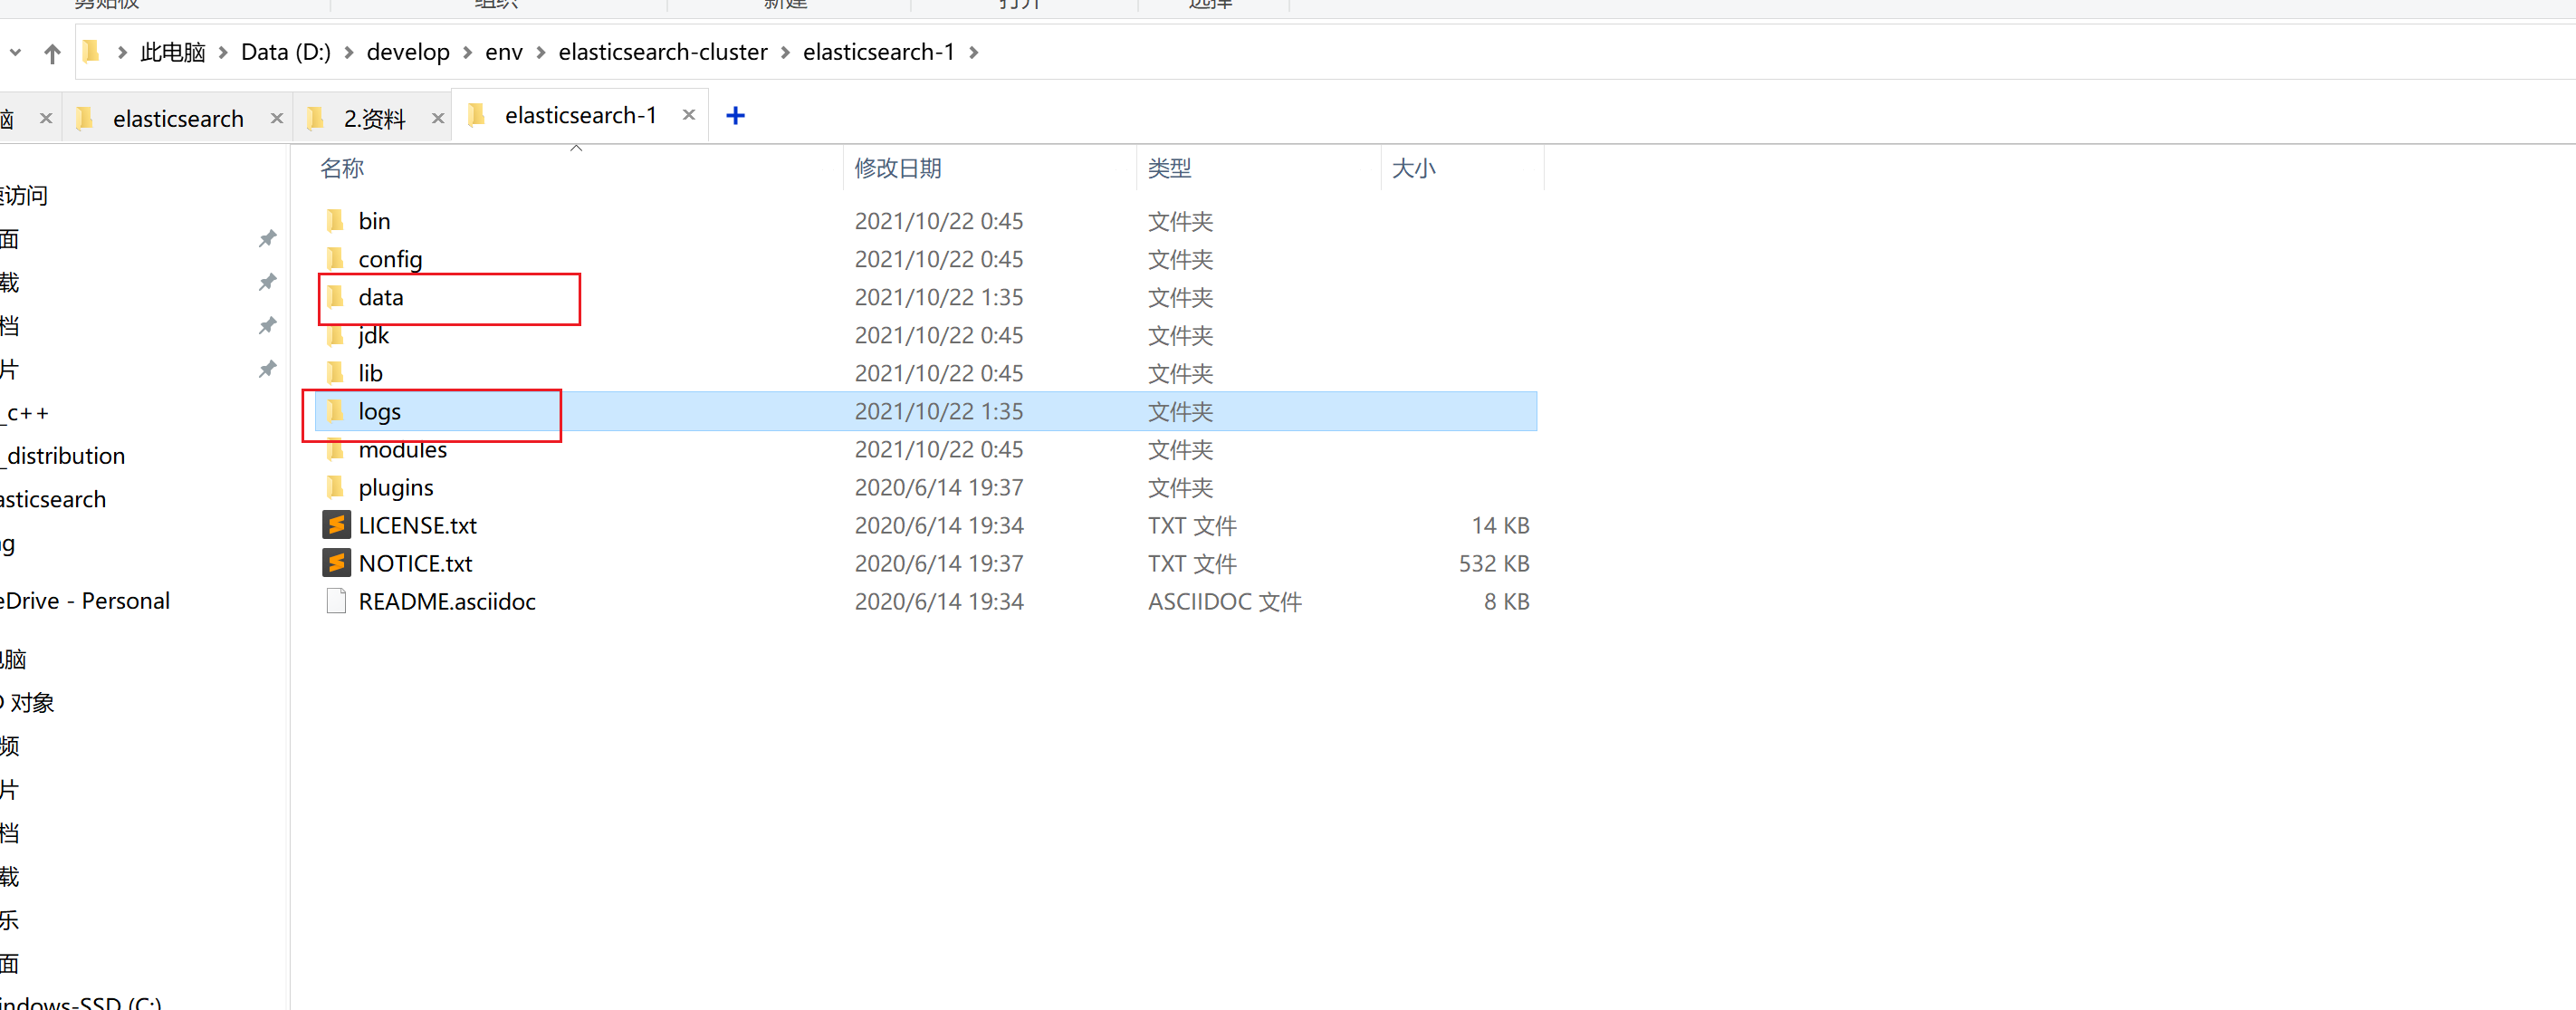 剪贴板 组织 新建 打开 选择
此电脑 Data (D:) develop env elasticsearch-cluster elasticsearch-1
脑 elasticsearch 2.资料 elasticsearch-1
名称 修改日期 类型 大小
速访问
面
载
档
片
_c++
_distribution
asticsearch
g
eDrive - Personal
电脑
D 对象
频
片
档
载
乐
面
indows-SSD (C:)
bin 2021/10/22 0:45 文件夹
config 2021/10/22 0:45 文件夹
data 2021/10/22 1:35 文件夹
jdk 2021/10/22 0:45 文件夹
lib 2021/10/22 0:45 文件夹
logs 2021/10/22 1:35 文件夹
modules 2021/10/22 0:45 文件夹
plugins 2020/6/14 19:37 文件夹
LICENSE.txt 2020/6/14 19:34 TXT 文件 14 KB
NOTICE.txt 2020/6/14 19:37 TXT 文件 532 KB
README.asciidoc 2020/6/14 19:34 ASCIIDOC 文件 8 KB